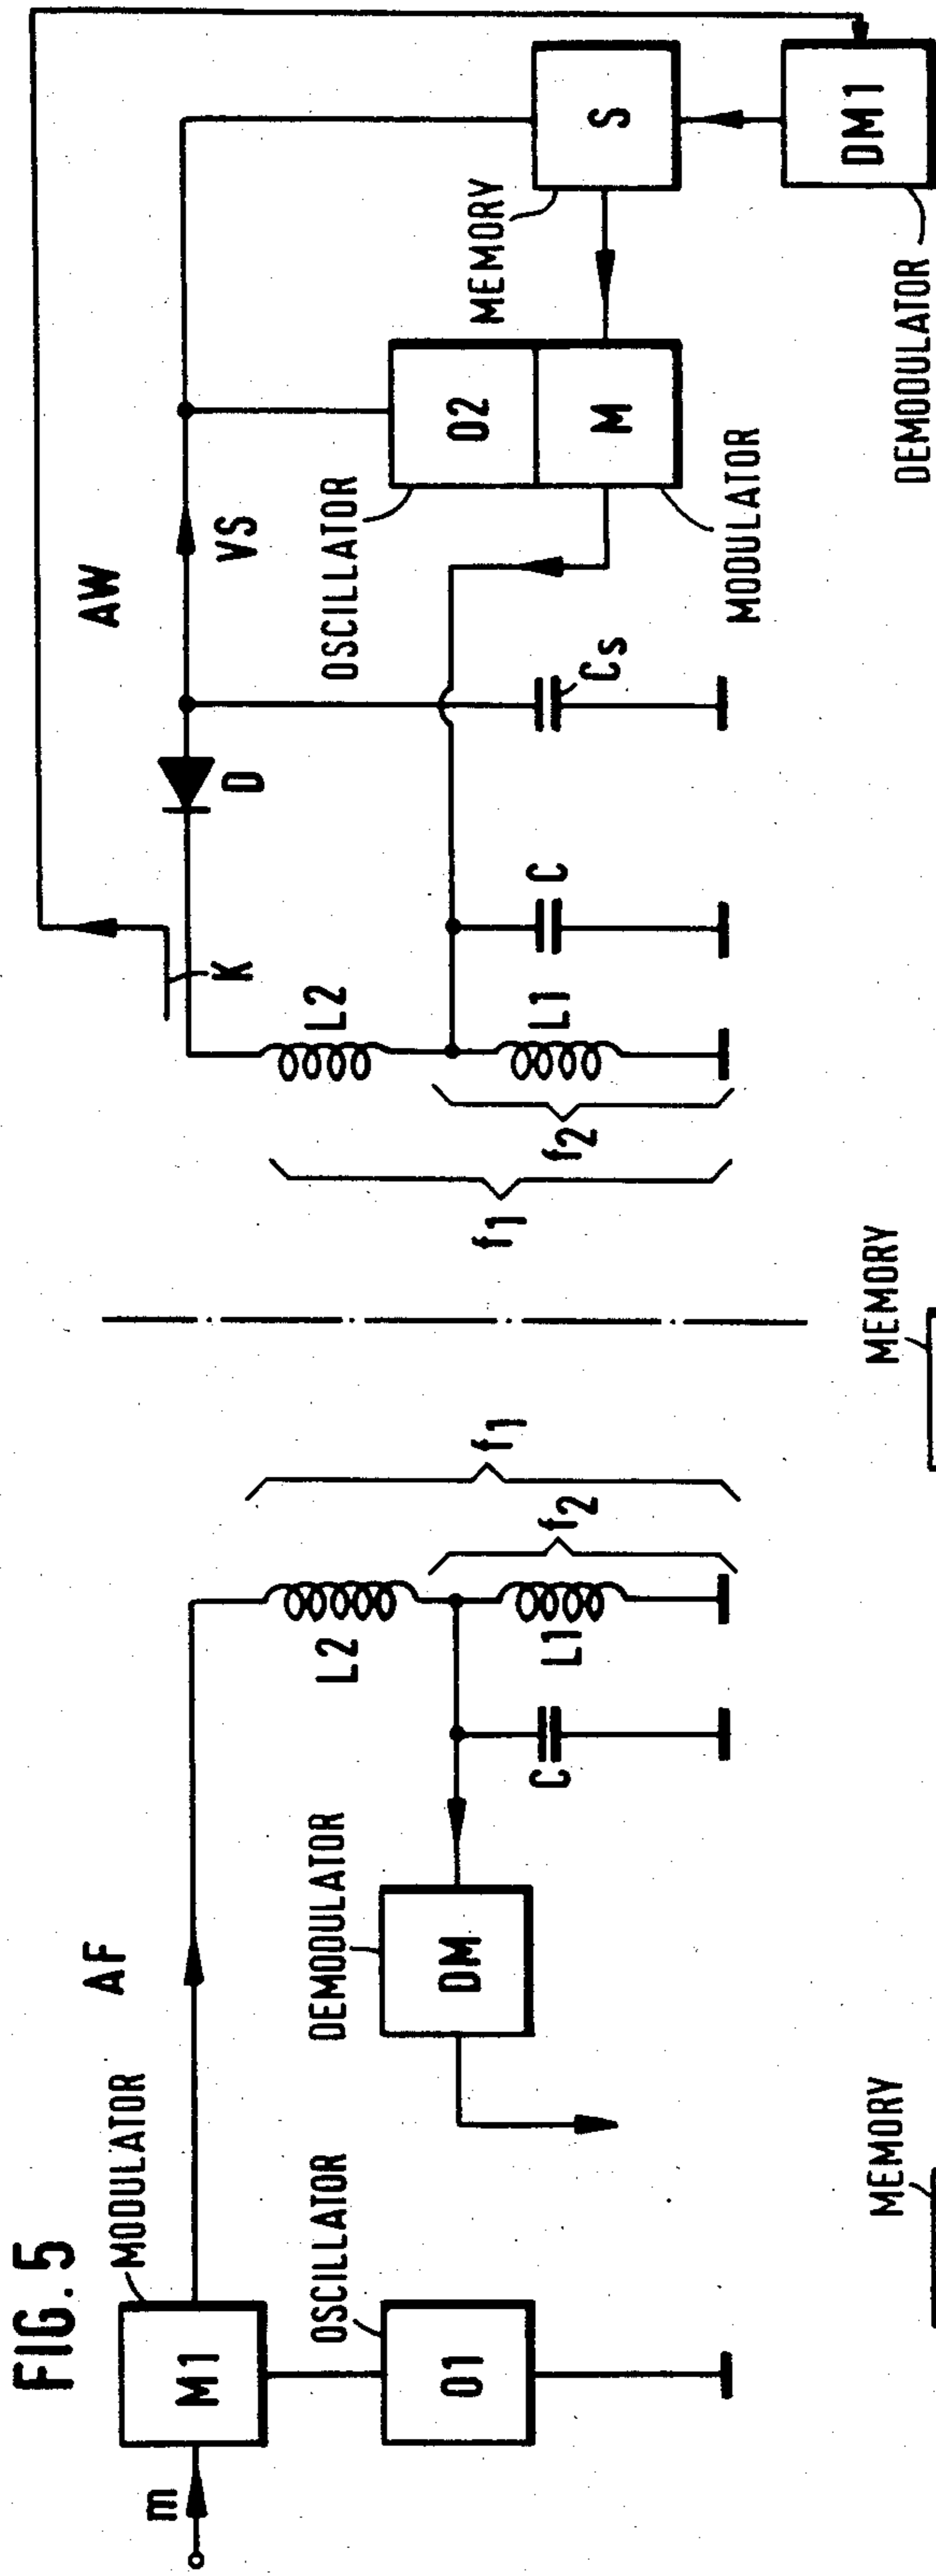 FIG. 5
m
M1
MODULATOR
AF
OSCILLATOR
O1
DEMODULATOR
DM
C
L2
L1
f2
f1
f1
f2
L2
L1
K
C
D
Cs
AW
VS
OSCILLATOR
O2
M
MODULATOR
MEMORY
S
DM1
DEMODULATOR
MEMORY
MEMORY